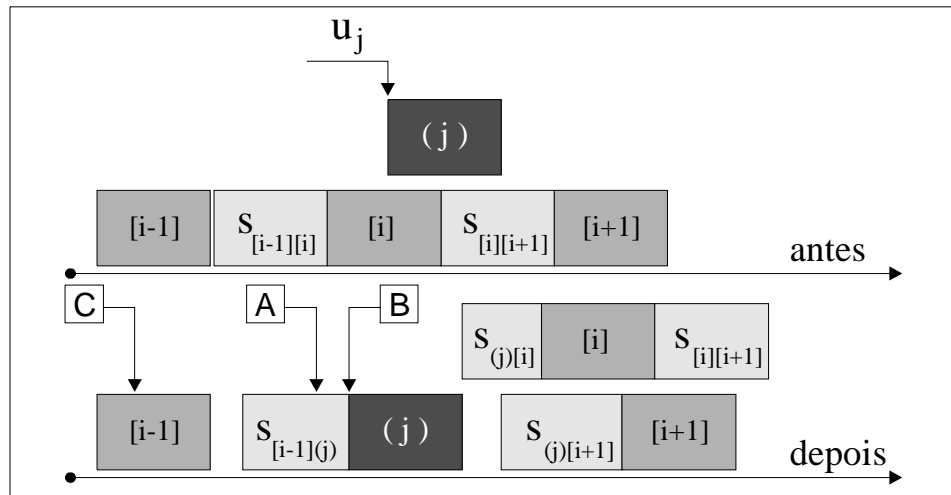 u_j
( j )
[i-1] S_[i-1][i] [i] S_[i][i+1] [i+1]
antes
C A B
S_(j)[i] [i] S_[i][i+1]
[i-1] S_[i-1](j) ( j ) S_(j)[i+1] [i+1]
depois